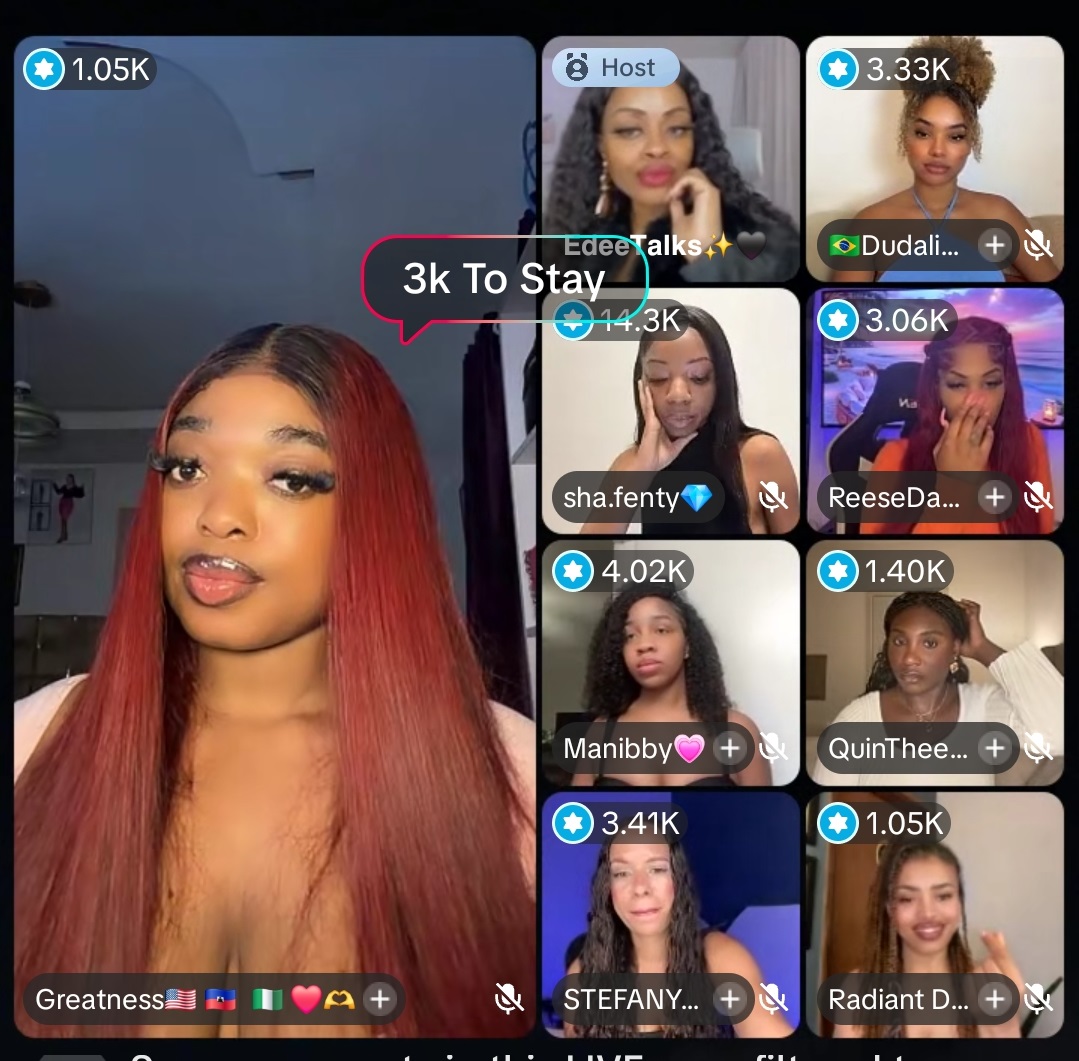 1.05K
Host
3.33K
EdeeTalks✨🖤
🇧🇷Dudali...
3k To Stay
14.3K
3.06K
sha.fenty💎
ReeseDa...
4.02K
1.40K
Manibby💗
QuinThee...
3.41K
1.05K
Greatness🇺🇸 🇭🇹 🇳🇬 ❤️🫶
STEFANY...
Radiant D...